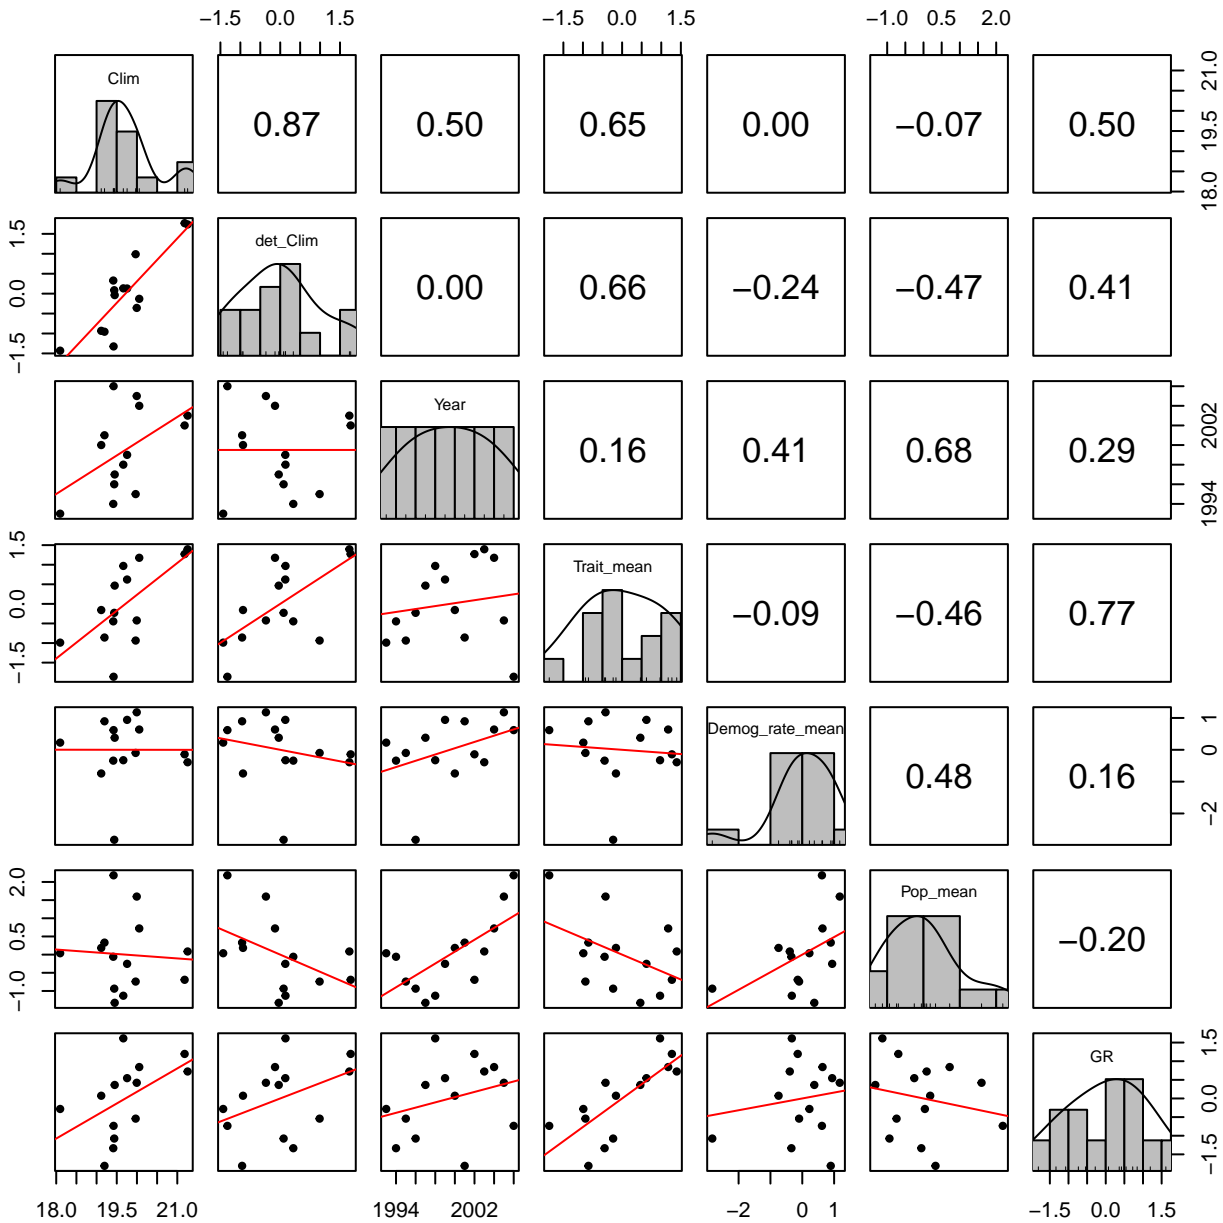 −1.5 0.0 1.5 −1.5 0.0 1.5 −1.0 0.5 2.0
Clim 0.87 0.50 0.65 0.00 −0.07 0.50 18.0 19.5 21.0
−1.5 0.0 1.5 det_Clim 0.00 0.66 −0.24 −0.47 0.41
Year 0.16 0.41 0.68 0.29 1994 2002
−1.5 0.0 1.5 Trait_mean −0.09 −0.46 0.77
Demog_rate_mean 0.48 0.16 −2 0 1
−1.0 0.5 2.0 Pop_mean −0.20
GR −1.5 0.0 1.5
18.0 19.5 21.0 1994 2002 −2 0 1 −1.5 0.0 1.5